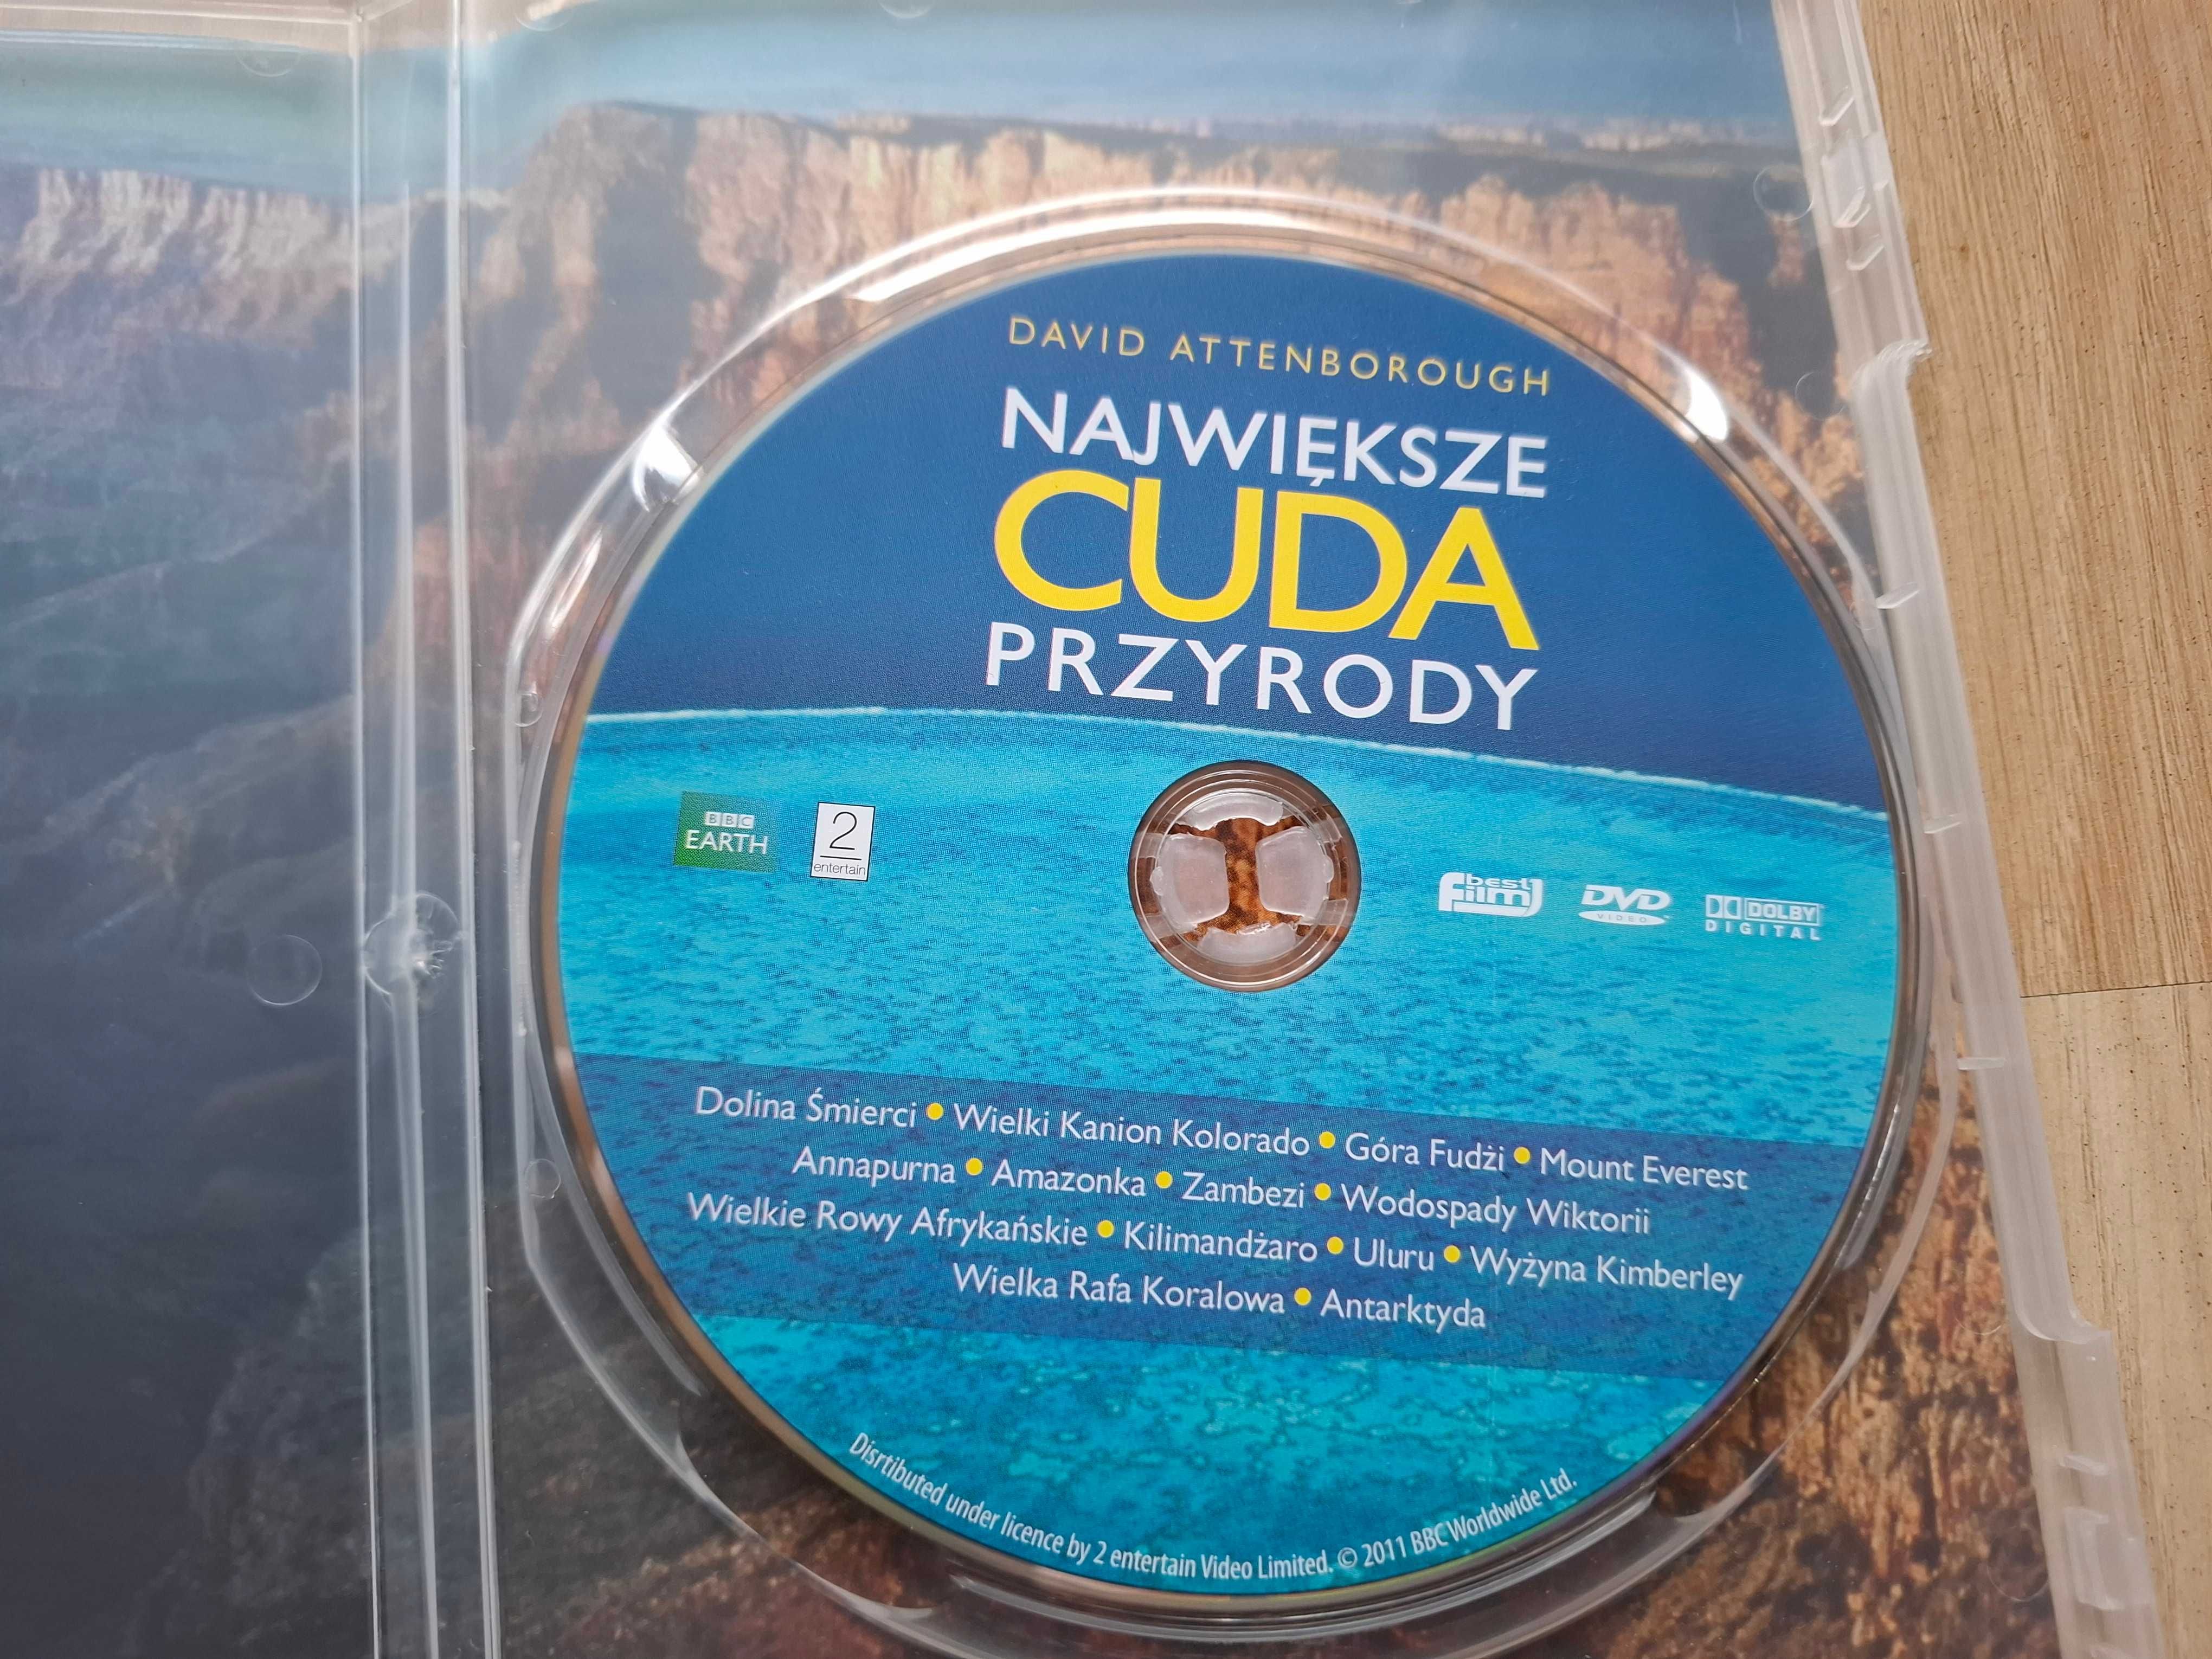 DAVID ATTENBOROUGH
NAJWIĘKSZE
CUDA
PRZYRODY
BBC
EARTH
2
entertain
best
film
DVD
VIDEO
DOLBY
DIGITAL
Dolina Śmierci • Wielki Kanion Kolorado • Góra Fudżi • Mount Everest
Annapurna • Amazonka • Zambezi • Wodospady Wiktorii
Wielkie Rowy Afrykańskie • Kilimandżaro • Uluru • Wyżyna Kimberley
Wielka Rafa Koralowa • Antarktyda
Disrtibuted under licence by 2 entertain Video Limited. © 2011 BBC Worldwide Ltd.